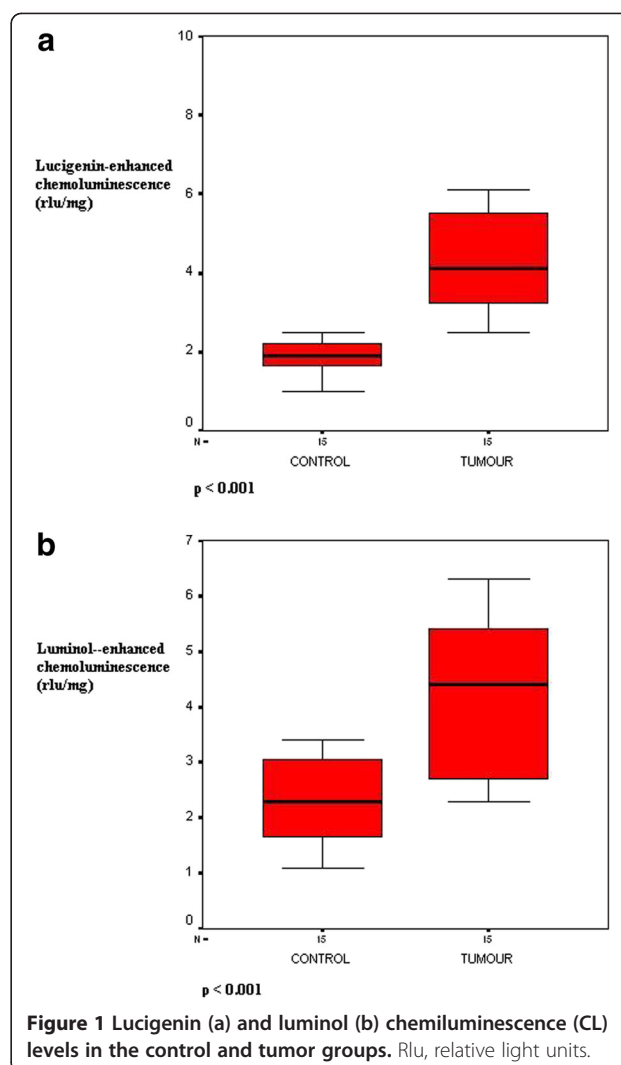 a
10
8
Lucigenin-enhanced
chemoluminescence
(rlu/mg)
6
4
2
0
N =
15
15
CONTROL
TUMOUR
p < 0.001
b
7
6
Luminol--enhanced
chemoluminescence
(rlu/mg)
5
4
3
2
1
0
N =
15
15
CONTROL
TUMOUR
p < 0.001
Figure 1 Lucigenin (a) and luminol (b) chemiluminescence (CL)
levels in the control and tumor groups. Rlu, relative light units.